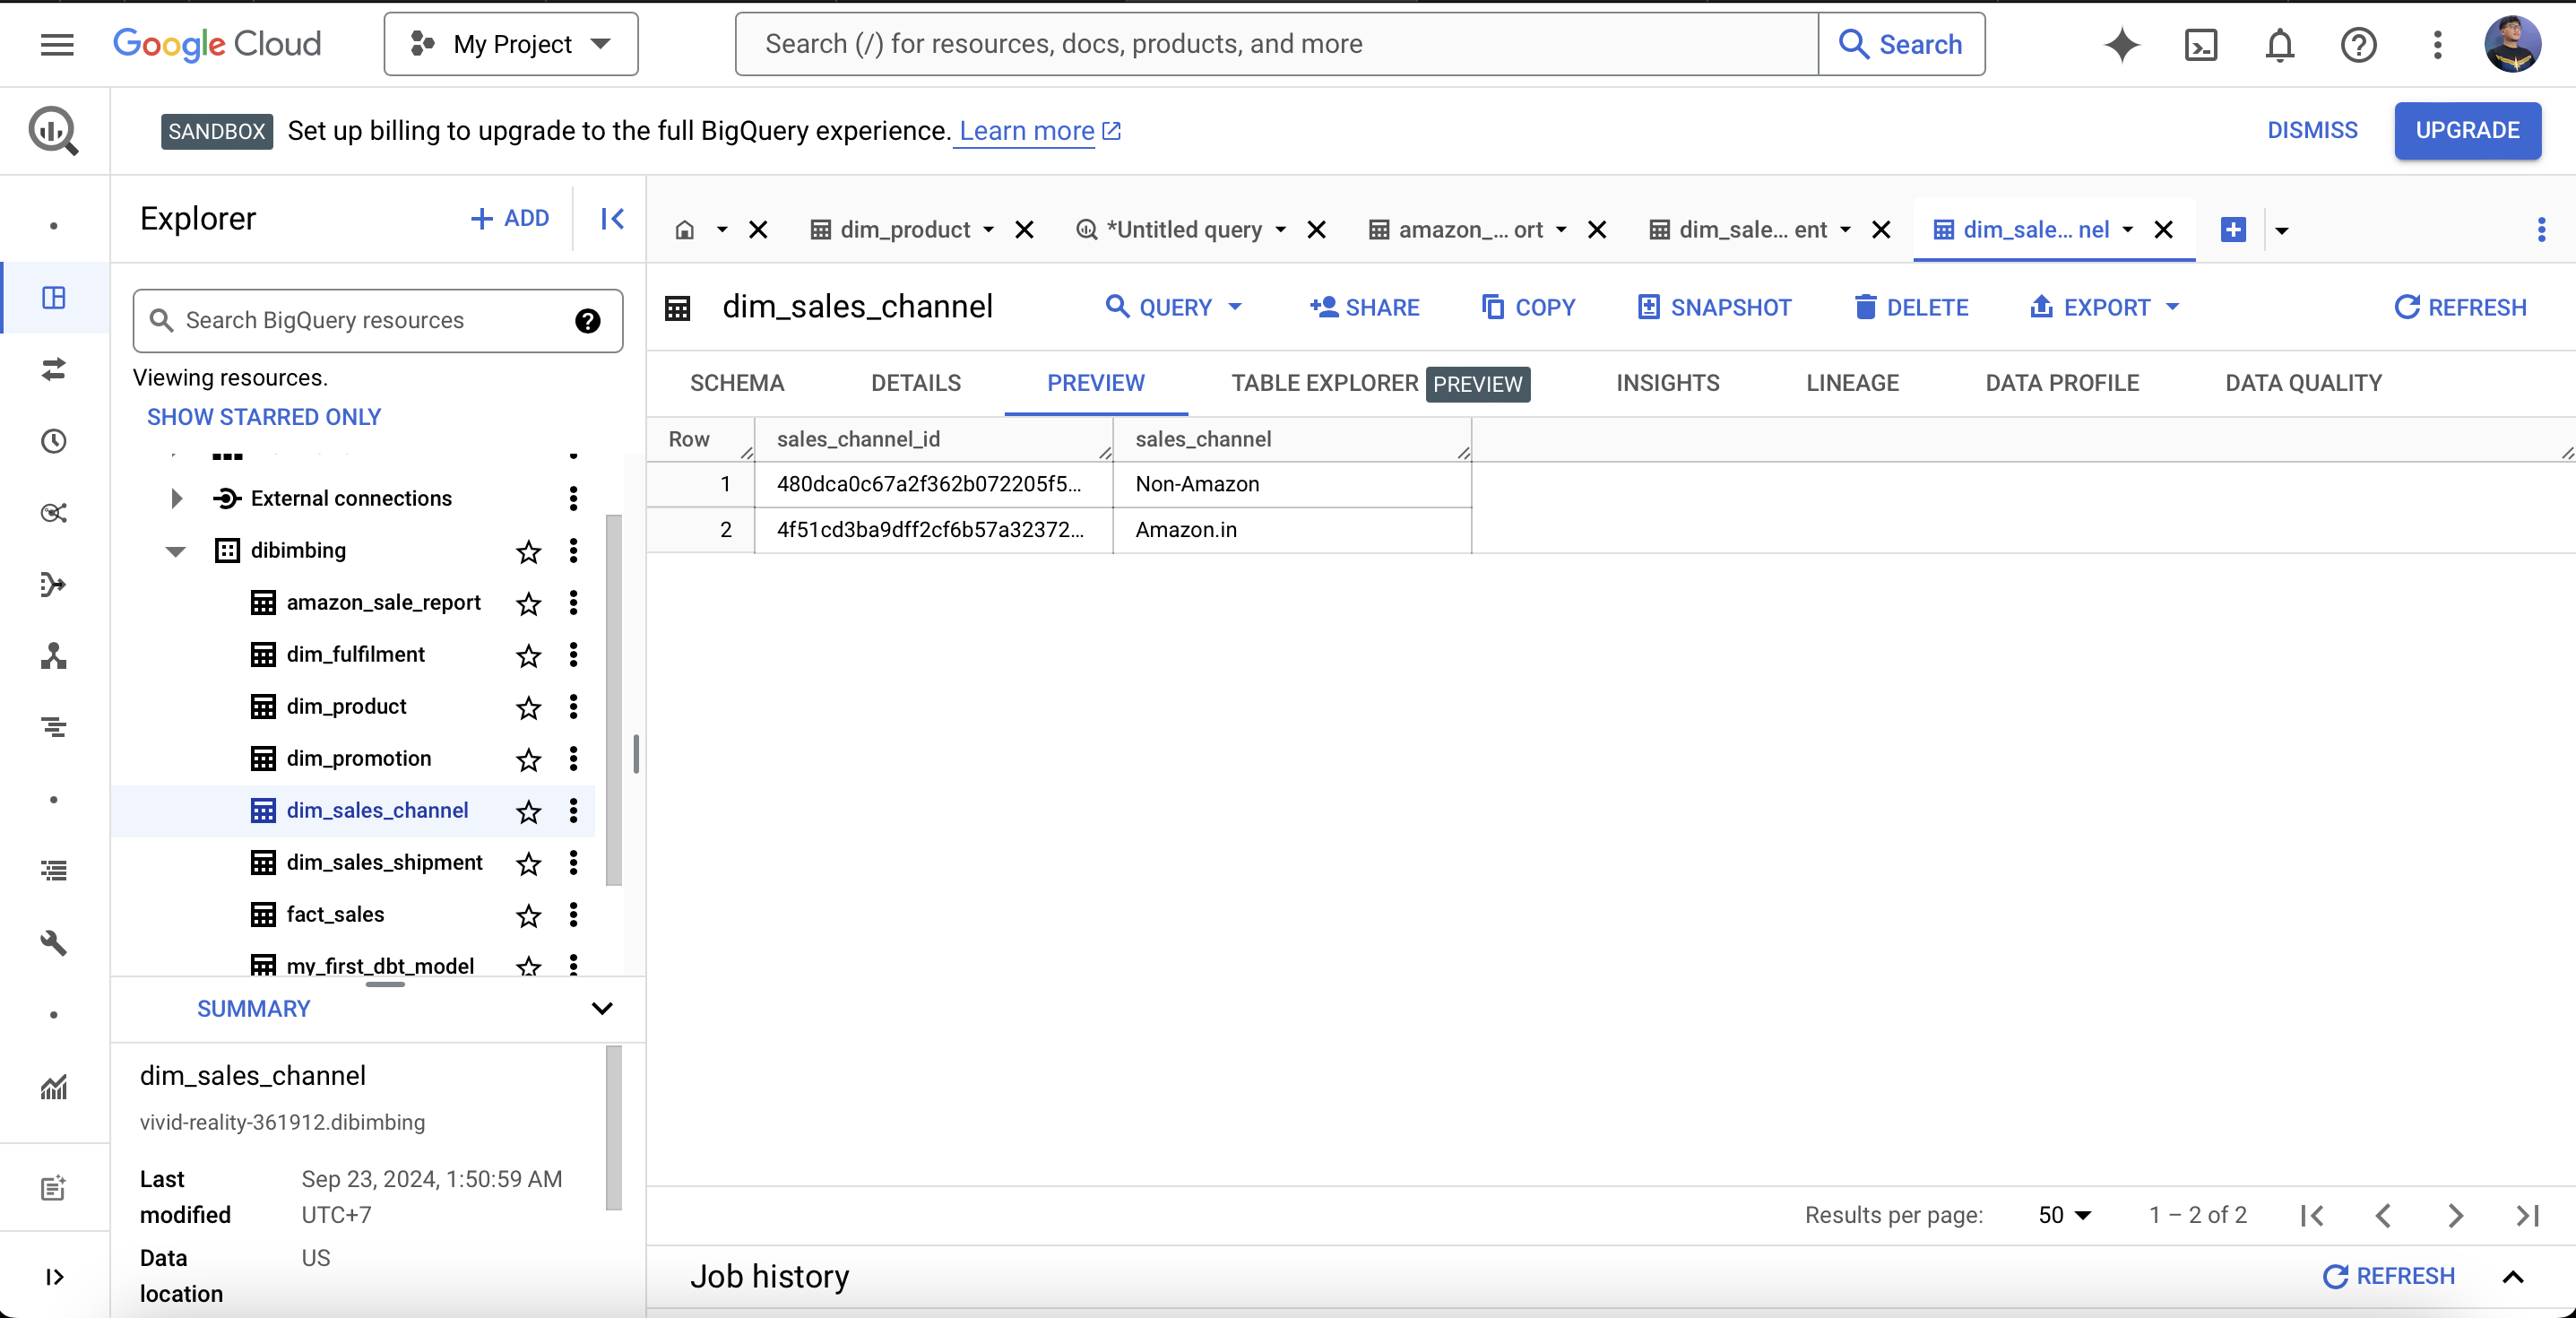 Google Cloud
My Project
Search (/) for resources, docs, products, and more
Search
SANDBOX Set up billing to upgrade to the full BigQuery experience. Learn more
DISMISS
UPGRADE
Explorer
+ ADD
Search BigQuery resources
Viewing resources.
SHOW STARRED ONLY
External connections
dibimbing
amazon_sale_report
dim_fulfilment
dim_product
dim_promotion
dim_sales_channel
dim_sales_shipment
fact_sales
my_first_dbt_model
SUMMARY
dim_sales_channel
vivid-reality-361912.dibimbing
Last modified Sep 23, 2024, 1:50:59 AM UTC+7
Data location US
dim_product
*Untitled query
amazon_... ort
dim_sale... ent
dim_sale... nel
dim_sales_channel
QUERY
SHARE
COPY
SNAPSHOT
DELETE
EXPORT
REFRESH
SCHEMA
DETAILS
PREVIEW
TABLE EXPLORER PREVIEW
INSIGHTS
LINEAGE
DATA PROFILE
DATA QUALITY
Row sales_channel_id sales_channel
1 480dca0c67a2f362b072205f5... Non-Amazon
2 4f51cd3ba9dff2cf6b57a32372... Amazon.in
Results per page: 50 1 – 2 of 2
Job history
REFRESH